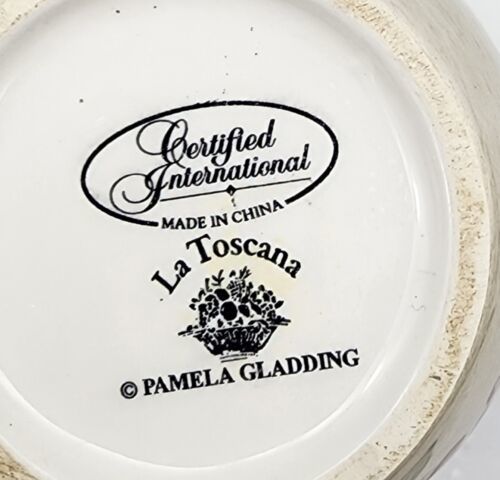 Certified
International
MADE IN CHINA
La Toscana
© PAMELA GLADDING